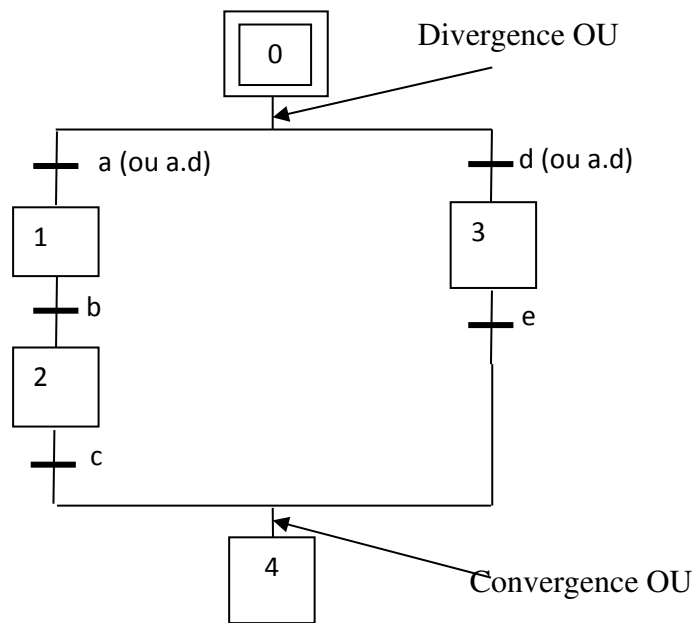 Divergence OU
0
a (ou a.d)
d (ou a.d)
1
3
b
e
2
c
4
Convergence OU